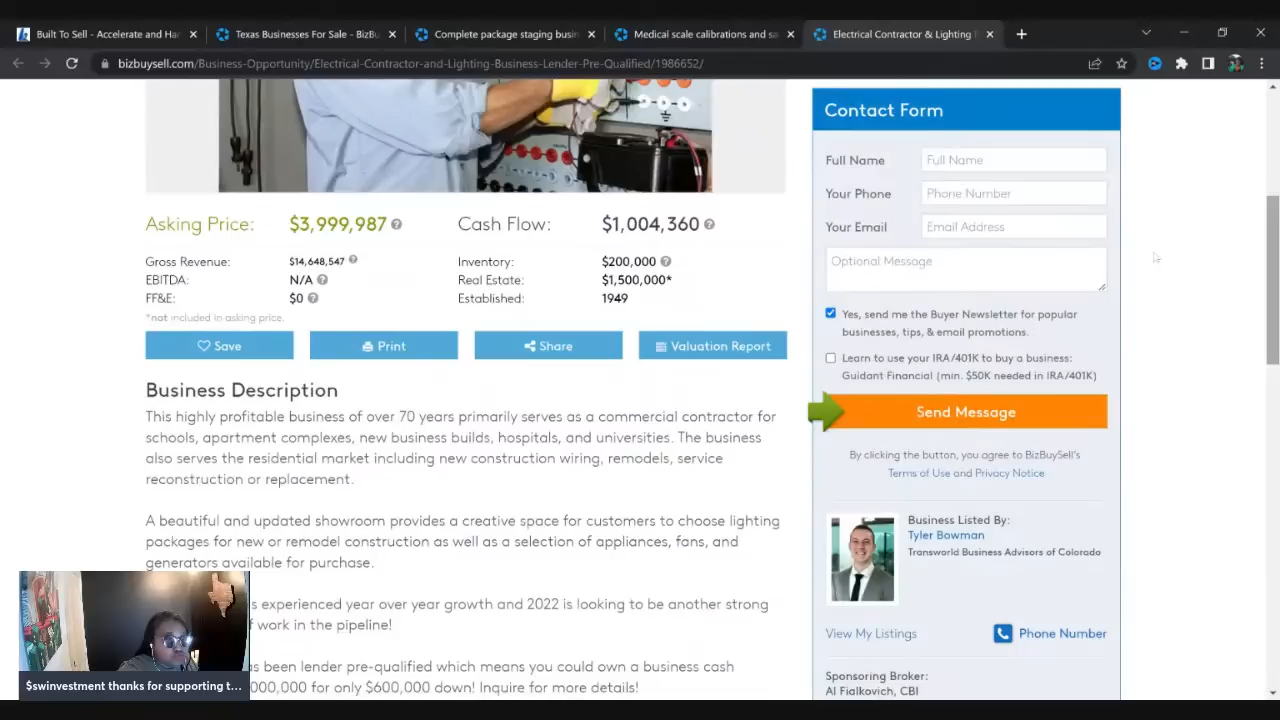 Built To Sell - Accelerate and Har
Texas Businesses For Sale - BizBu
Complete package staging busin
Medical scale calibrations and sa
Electrical Contractor & Lighting
bizbuysell.com/Business-Opportunity/Electrical-Contractor-and-Lighting-Business-Lender-Pre-Qualified/1986652/
Asking Price: $3,999,987 Cash Flow: $1,004,360
Gross Revenue: $14,648,547 Inventory: $200,000
EBITDA: N/A Real Estate: $1,500,000*
FF&E: $0 Established: 1949
*not included in asking price.
Save Print Share Valuation Report
Business Description
This highly profitable business of over 70 years primarily serves as a commercial contractor for
schools, apartment complexes, new business builds, hospitals, and universities. The business
also serves the residential market including new construction wiring, remodels, service
reconstruction or replacement.
A beautiful and updated showroom provides a creative space for customers to choose lighting
packages for new or remodel construction as well as a selection of appliances, fans, and
generators available for purchase.
s experienced year over year growth and 2022 is looking to be another strong
f work in the pipeline!
s been lender pre-qualified which means you could own a business cash
000,000 for only $600,000 down! Inquire for more details!
$swinvestment thanks for supporting t...
Contact Form
Full Name Full Name
Your Phone Phone Number
Your Email Email Address
Optional Message
Yes, send me the Buyer Newsletter for popular
businesses, tips, & email promotions.
Learn to use your IRA/401K to buy a business:
Guidant Financial (min. $50K needed in IRA/401K)
Send Message
By clicking the button, you agree to BizBuySell's
Terms of Use and Privacy Notice
Business Listed By:
Tyler Bowman
Transworld Business Advisors of Colorado
View My Listings Phone Number
Sponsoring Broker:
Al Fialkovich, CBI